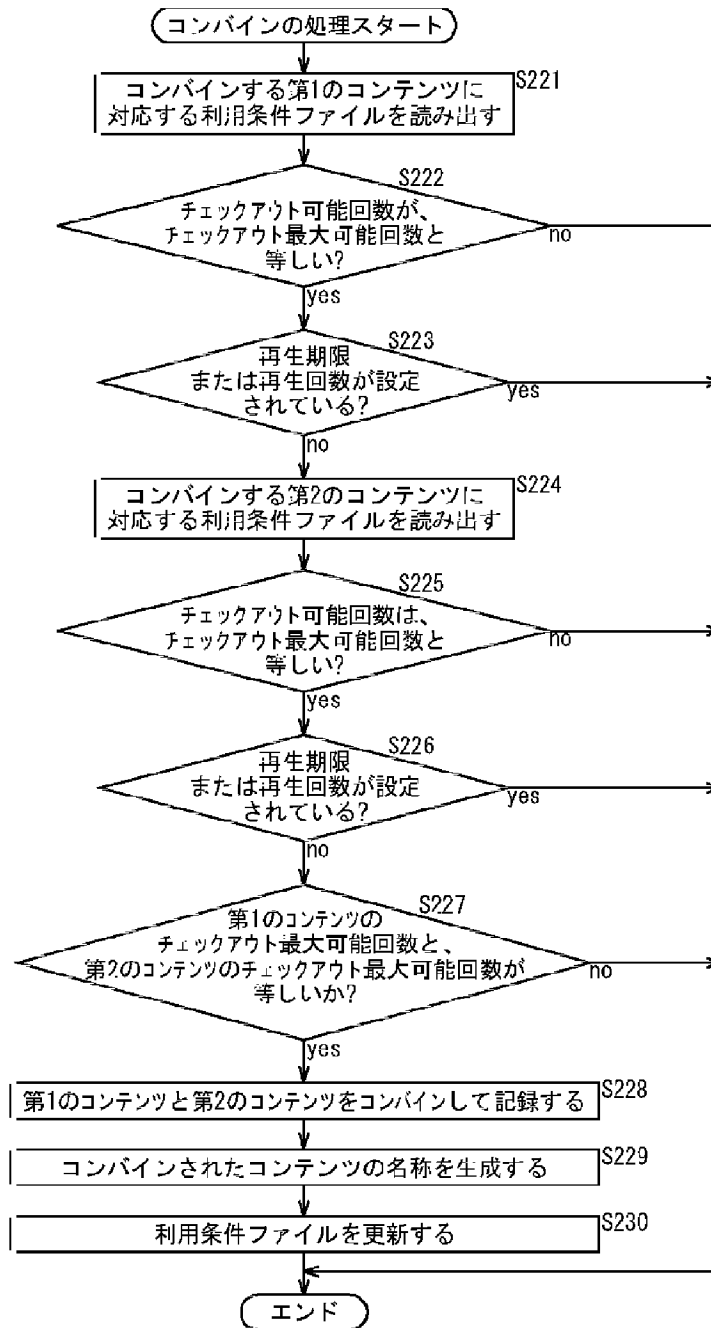 コンバインの処理スタート
コンバインする第1のコンテンツに
対応する利用条件ファイルを読み出す
S221
S222
チェックアウト可能回数が、
チェックアウト最大可能回数と
等しい?
no
yes
S223
再生期限
または再生回数が設定
されている?
yes
no
コンバインする第2のコンテンツに
対応する利用条件ファイルを読み出す
S224
S225
チェックアウト可能回数は、
チェックアウト最大可能回数と
等しい?
no
yes
S226
再生期限
または再生回数が設定
されている?
yes
no
S227
第1のコンテンツの
チェックアウト最大可能回数と、
第2のコンテンツのチェックアウト最大可能回数が
等しいか?
no
yes
第1のコンテンツと第2のコンテンツをコンバインして記録する
S228
コンバインされたコンテンツの名称を生成する
S229
利用条件ファイルを更新する
S230
エンド